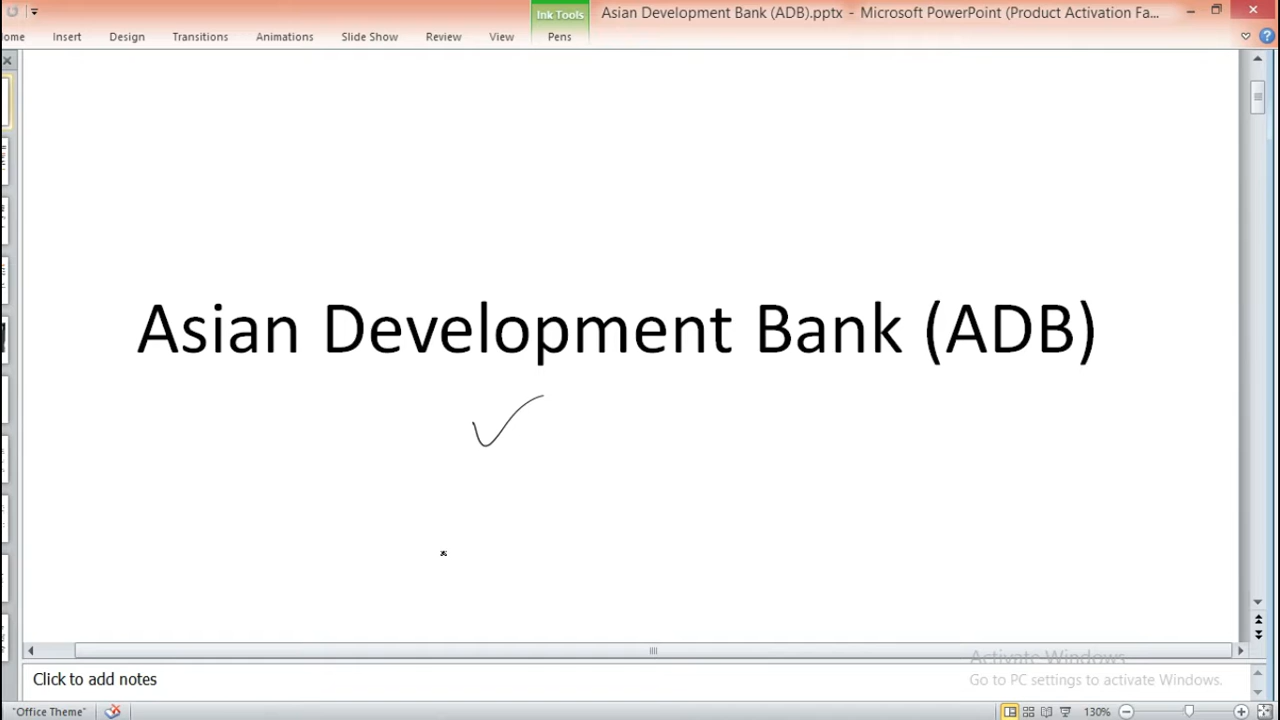 Ink Tools
Asian Development Bank (ADB).pptx - Microsoft PowerPoint (Product Activation Fa...
ome Insert Design Transitions Animations Slide Show Review View Pens
Asian Development Bank (ADB)
Activate Windows
Click to add notes
Go to PC settings to activate Windows.
"Office Theme"
130%